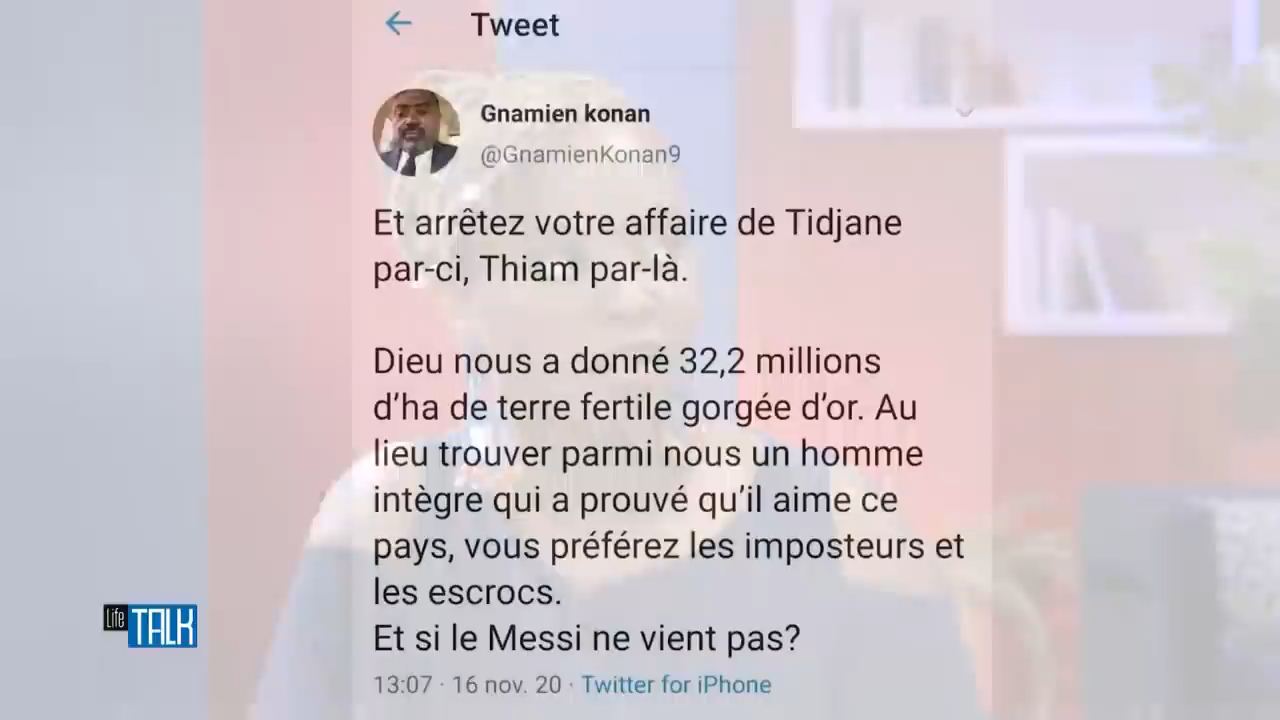 Tweet
Gnamien konan
@GnamienKonan9
Et arrêtez votre affaire de Tidjane
par-ci, Thiam par-là.
Dieu nous a donné 32,2 millions
d’ha de terre fertile gorgée d’or. Au
lieu trouver parmi nous un homme
intègre qui a prouvé qu’il aime ce
pays, vous préférez les imposteurs et
les escrocs.
Et si le Messi ne vient pas?
13:07 · 16 nov. 20 · Twitter for iPhone
Life TALK